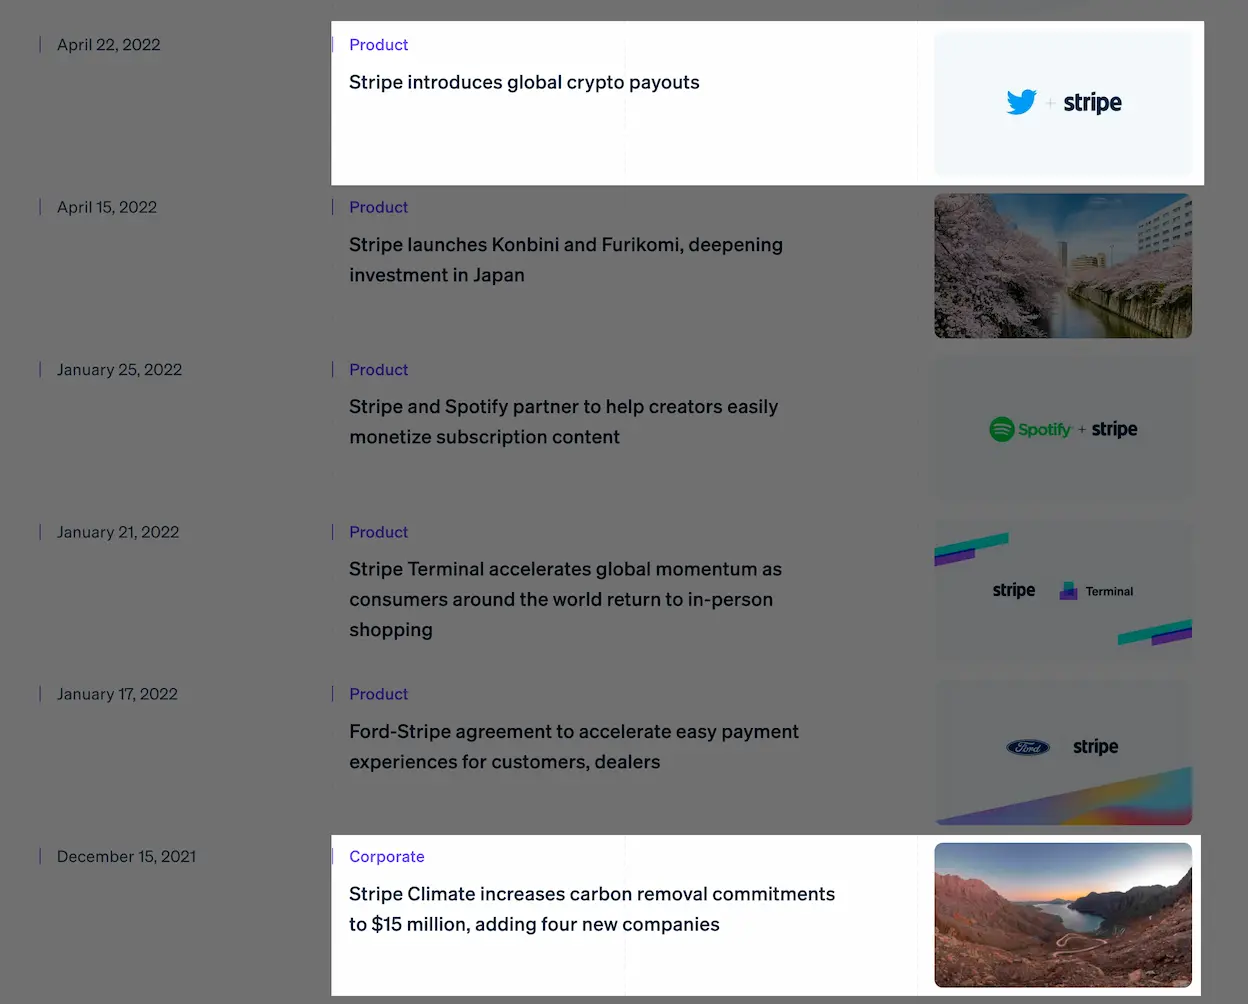 April 22, 2022
Product
Stripe introduces global crypto payouts
+ stripe
April 15, 2022
Product
Stripe launches Konbini and Furikomi, deepening
investment in Japan
January 25, 2022
Product
Stripe and Spotify partner to help creators easily
monetize subscription content
Spotify + stripe
January 21, 2022
Product
Stripe Terminal accelerates global momentum as
consumers around the world return to in-person
shopping
stripe Terminal
January 17, 2022
Product
Ford-Stripe agreement to accelerate easy payment
experiences for customers, dealers
Ford stripe
December 15, 2021
Corporate
Stripe Climate increases carbon removal commitments
to $15 million, adding four new companies